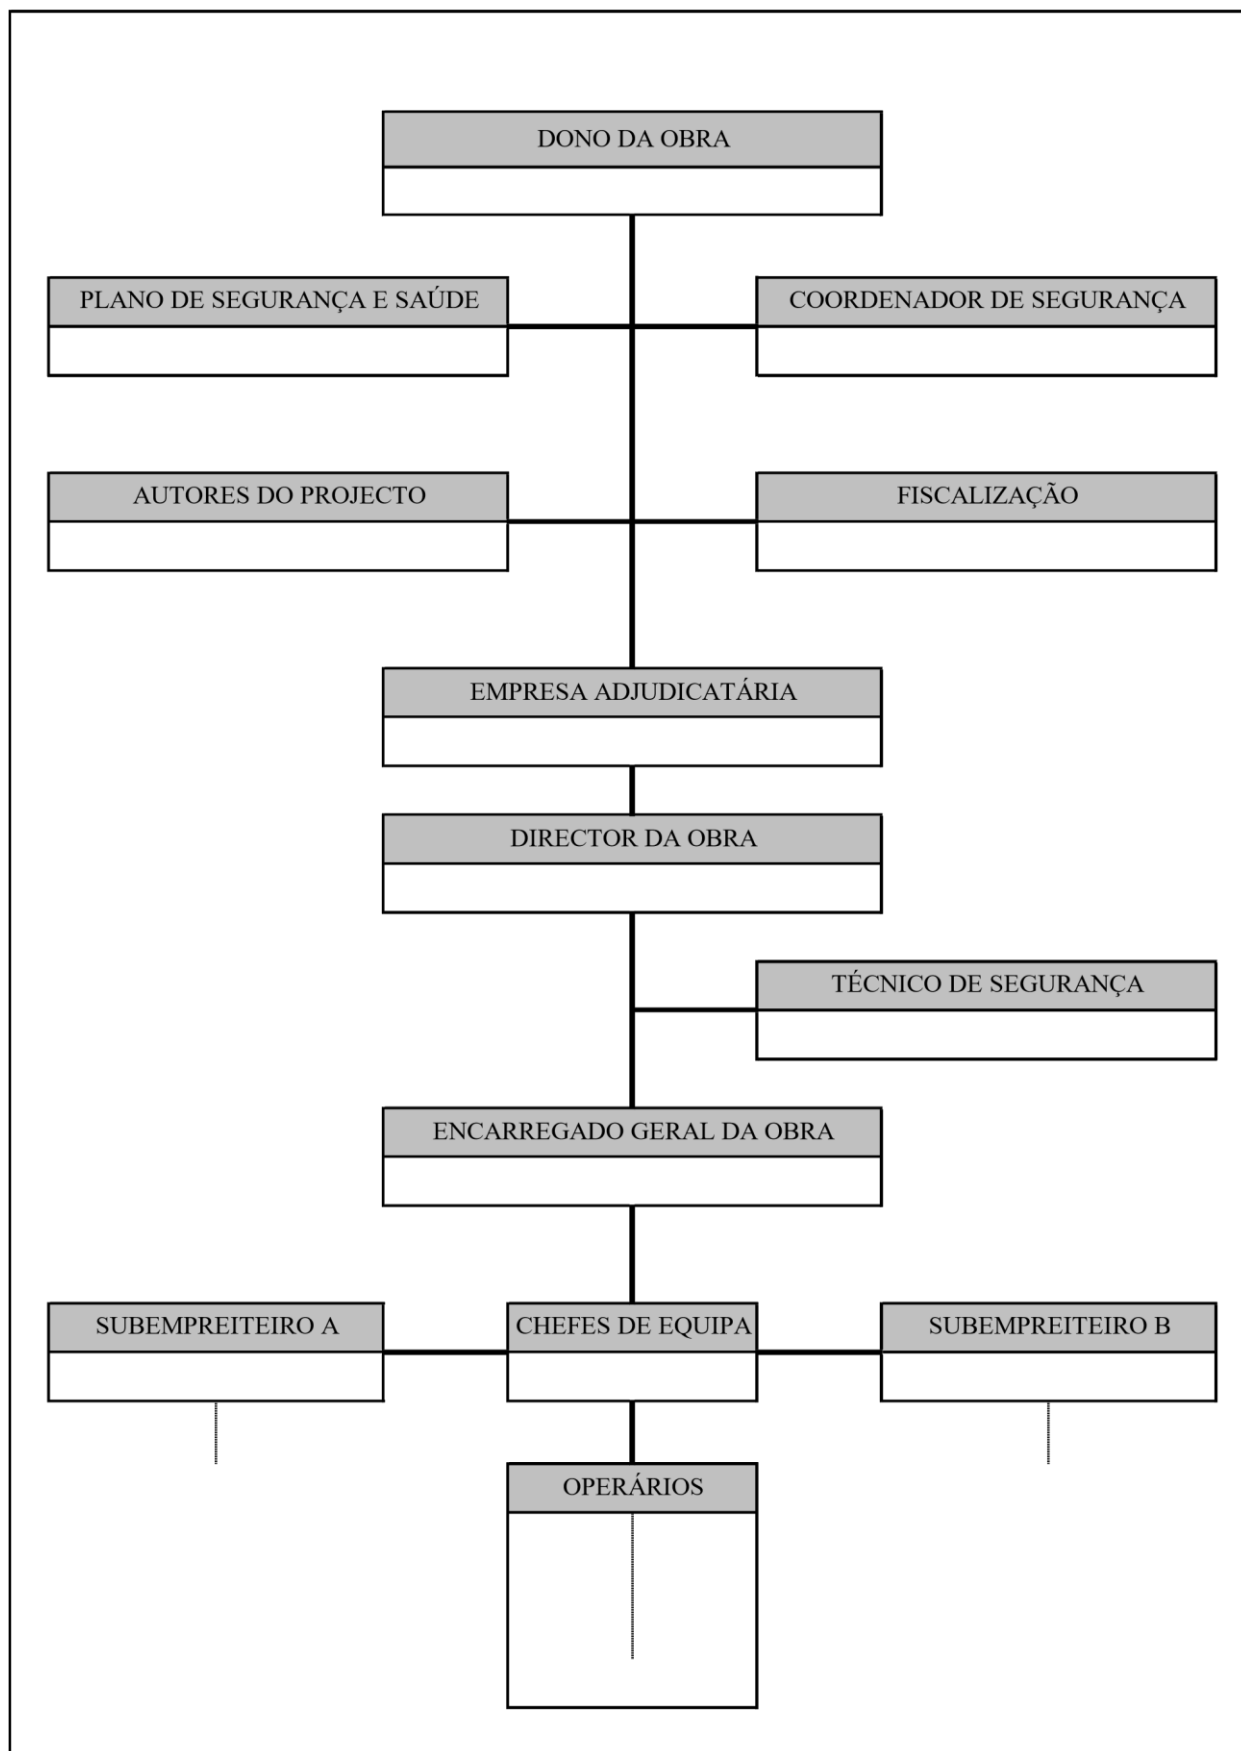 DONO DA OBRA
PLANO DE SEGURANÇA E SAÚDE
COORDENADOR DE SEGURANÇA
AUTORES DO PROJECTO
FISCALIZAÇÃO
EMPRESA ADJUDICATÁRIA
DIRECTOR DA OBRA
TÉCNICO DE SEGURANÇA
ENCARREGADO GERAL DA OBRA
SUBEMPREITEIRO A
CHEFES DE EQUIPA
SUBEMPREITEIRO B
OPERÁRIOS